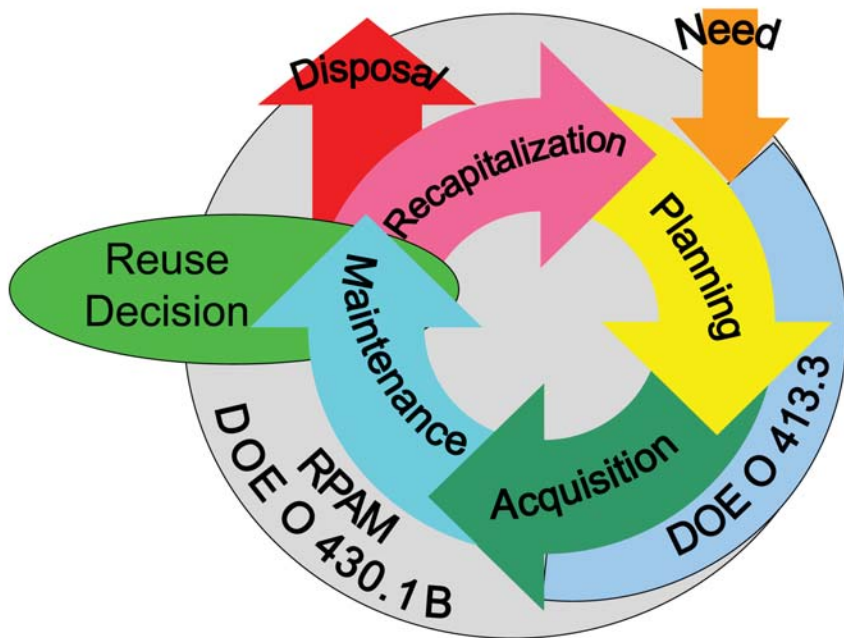 Need
Disposal
Recapitalization
Planning
Reuse
Decision
Maintenance
Acquisition
DOE O 413.3
RPAM
DOE O 430.1B